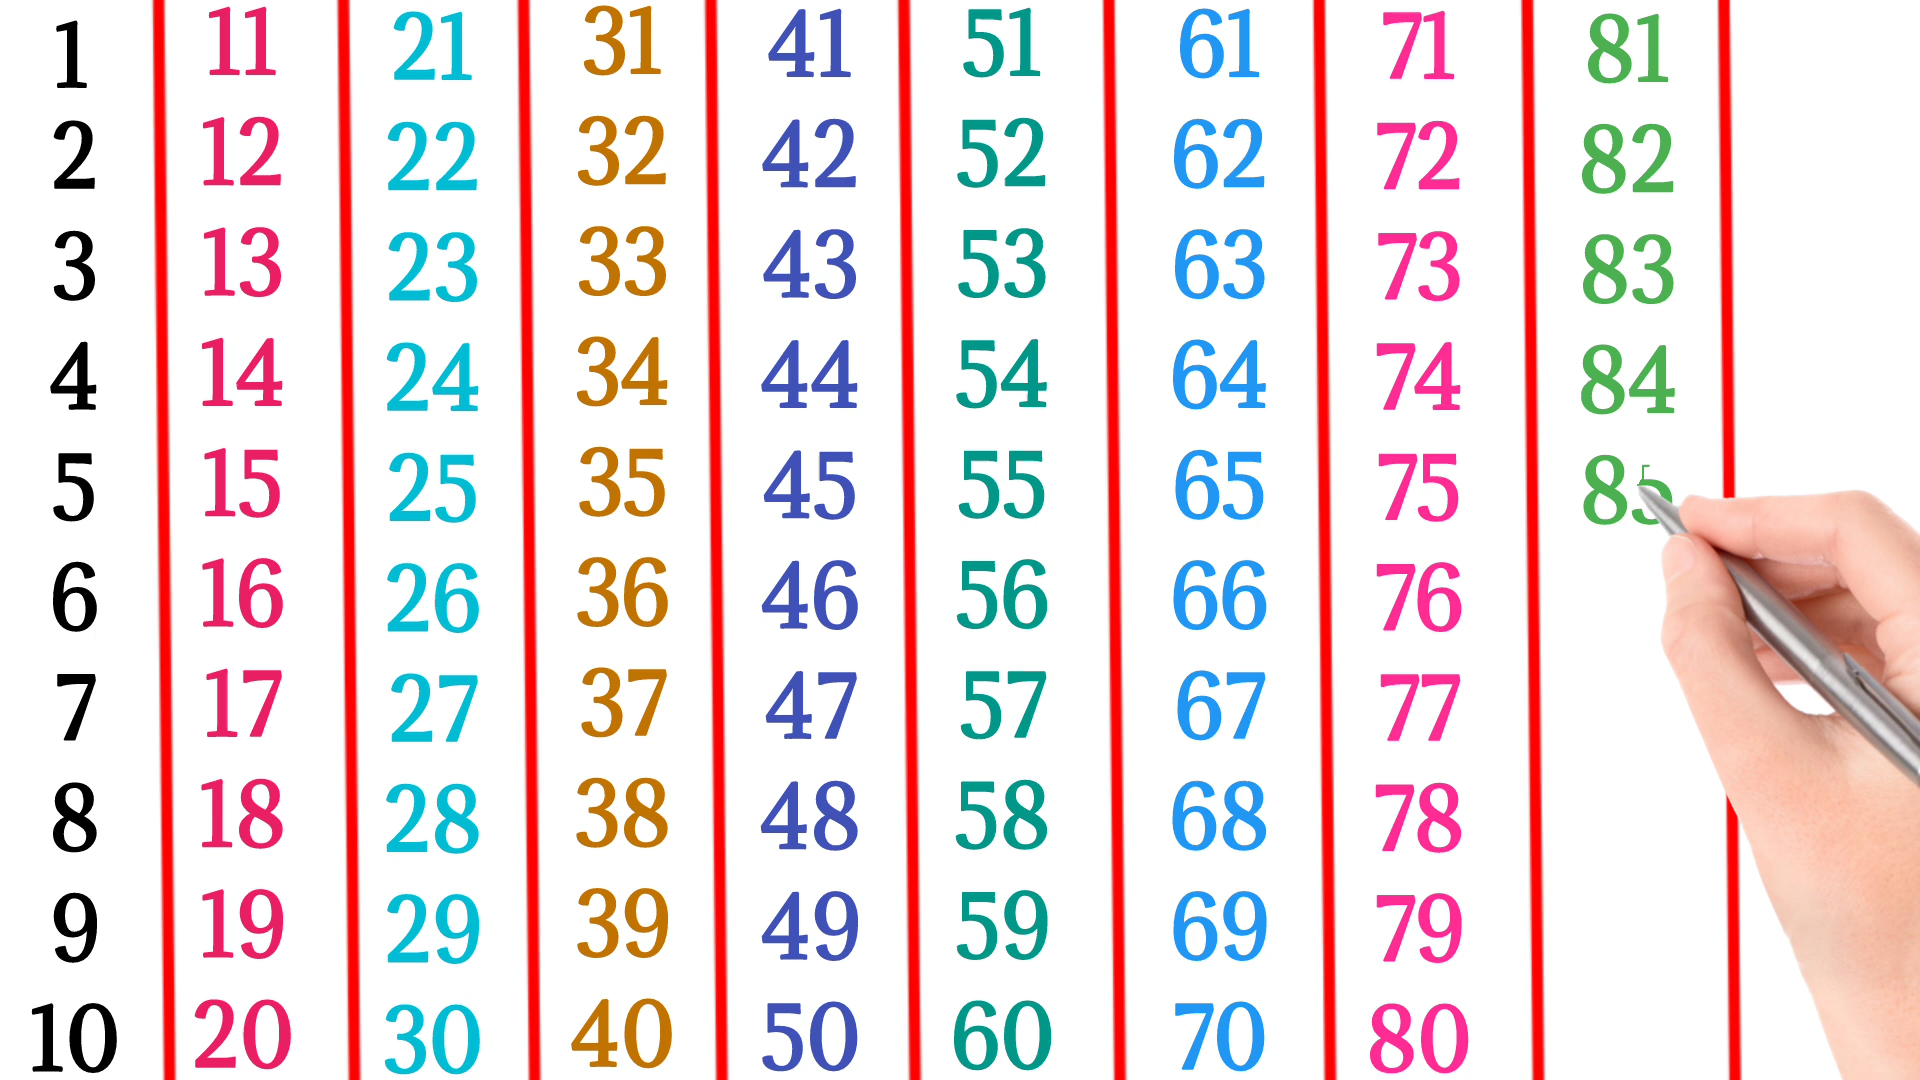 1 11 21 31 41 51 61 71 81
2 12 22 32 42 52 62 72 82
3 13 23 33 43 53 63 73 83
4 14 24 34 44 54 64 74 84
5 15 25 35 45 55 65 75 85
6 16 26 36 46 56 66 76
7 17 27 37 47 57 67 77
8 18 28 38 48 58 68 78
9 19 29 39 49 59 69 79
10 20 30 40 50 60 70 80